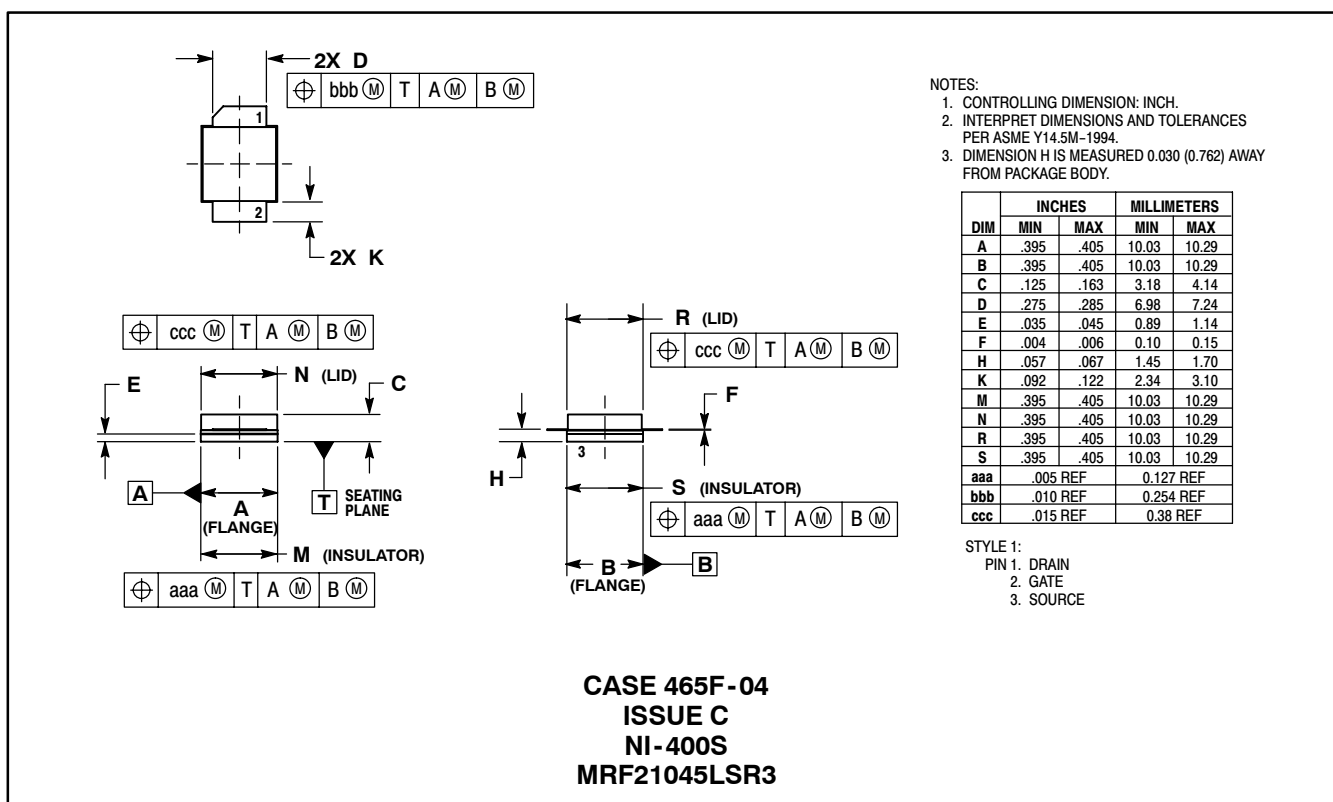 2X D
⌖ bbb Ⓜ T A Ⓜ B Ⓜ
1
2
2X K
⌖ ccc Ⓜ T A Ⓜ B Ⓜ
N (LID)
E
C
A
A
(FLANGE)
T SEATING
PLANE
M (INSULATOR)
⌖ aaa Ⓜ T A Ⓜ B Ⓜ
R (LID)
⌖ ccc Ⓜ T A Ⓜ B Ⓜ
F
3
H
S (INSULATOR)
⌖ aaa Ⓜ T A Ⓜ B Ⓜ
B
B
(FLANGE)
NOTES:
1. CONTROLLING DIMENSION: INCH.
2. INTERPRET DIMENSIONS AND TOLERANCES
PER ASME Y14.5M-1994.
3. DIMENSION H IS MEASURED 0.030 (0.762) AWAY
FROM PACKAGE BODY.
INCHES MILLIMETERS
DIM MIN MAX MIN MAX
A .395 .405 10.03 10.29
B .395 .405 10.03 10.29
C .125 .163 3.18 4.14
D .275 .285 6.98 7.24
E .035 .045 0.89 1.14
F .004 .006 0.10 0.15
H .057 .067 1.45 1.70
K .092 .122 2.34 3.10
M .395 .405 10.03 10.29
N .395 .405 10.03 10.29
R .395 .405 10.03 10.29
S .395 .405 10.03 10.29
aaa .005 REF 0.127 REF
bbb .010 REF 0.254 REF
ccc .015 REF 0.38 REF
STYLE 1:
PIN 1. DRAIN
2. GATE
3. SOURCE
CASE 465F-04
ISSUE C
NI-400S
MRF21045LSR3